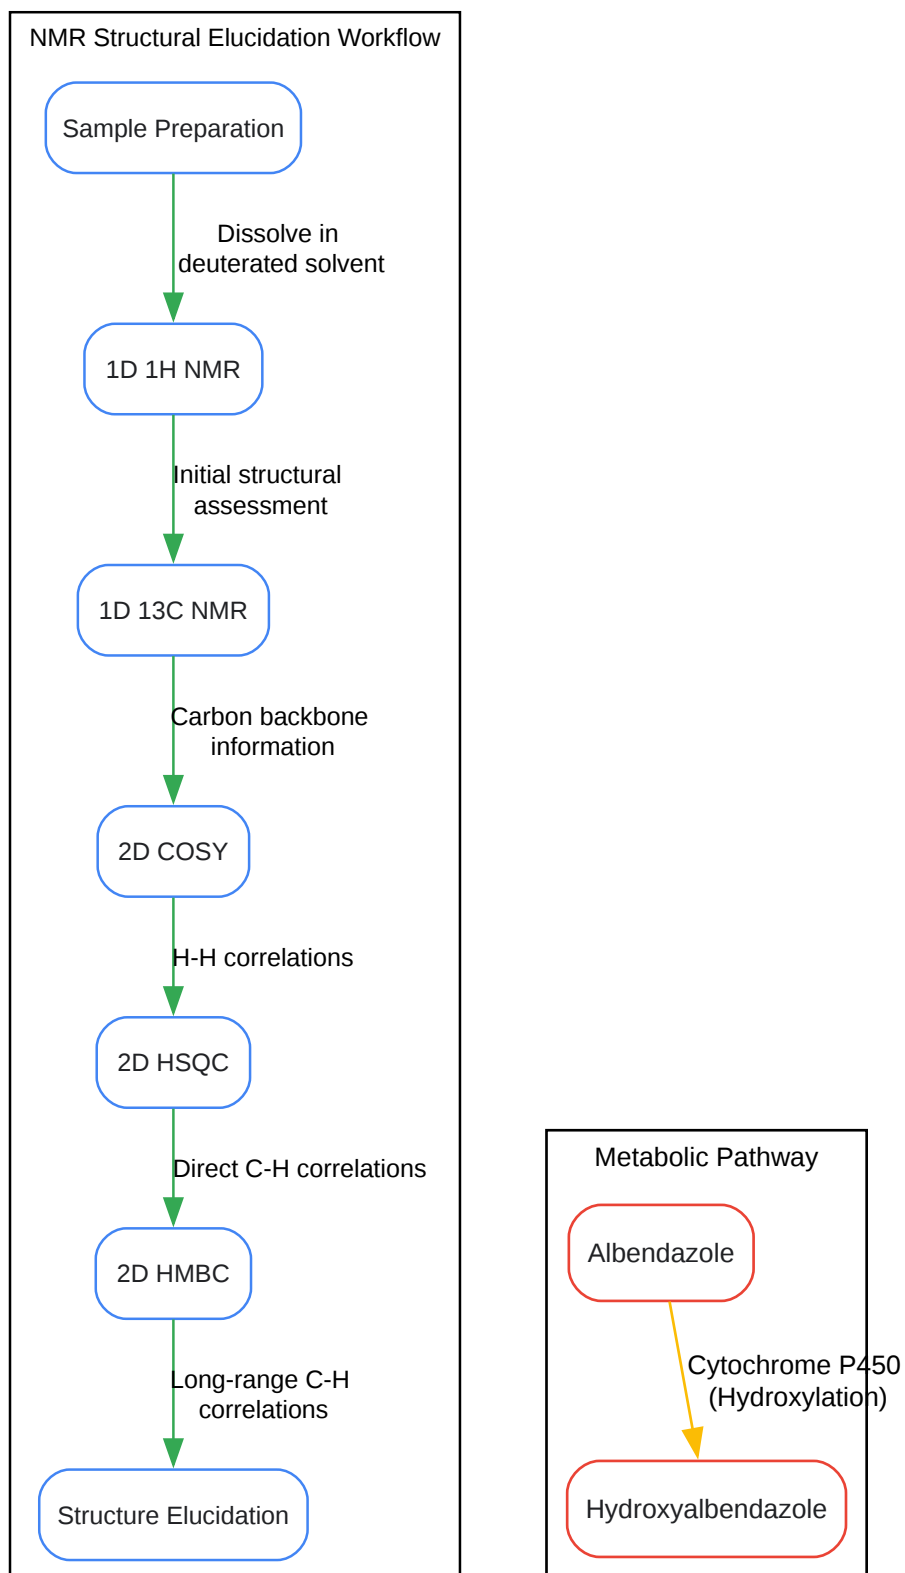 NMR Structural Elucidation Workflow
Sample Preparation
Dissolve in
deuterated solvent
1D 1H NMR
Initial structural
assessment
1D 13C NMR
Carbon backbone
information
2D COSY
H-H correlations
2D HSQC
Direct C-H correlations
2D HMBC
Long-range C-H
correlations
Structure Elucidation
Metabolic Pathway
Albendazole
Cytochrome P450
(Hydroxylation)
Hydroxyalbendazole